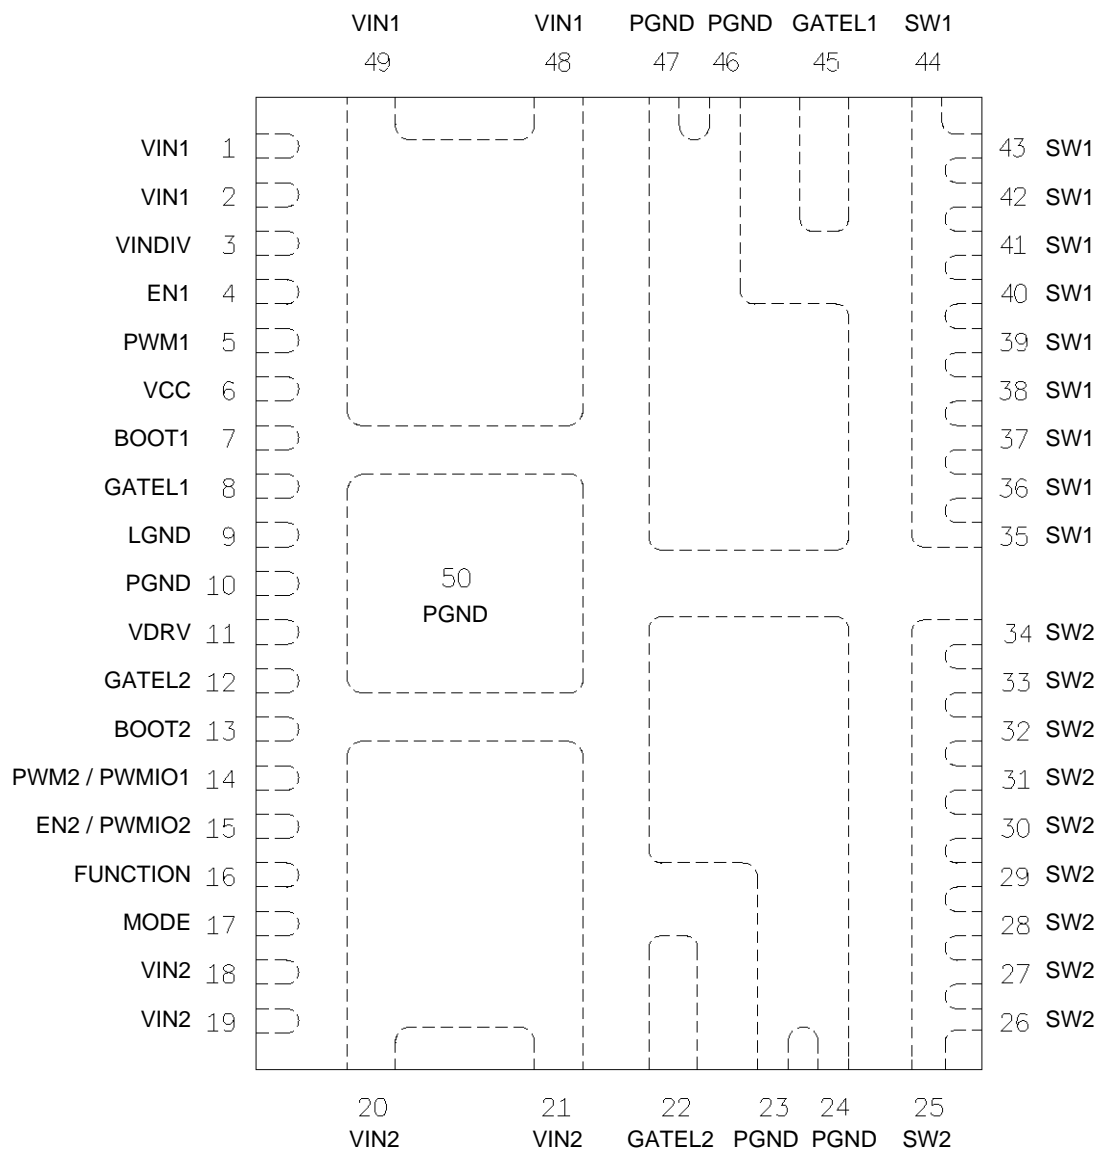 VIN1 VIN1 PGND PGND GATEL1 SW1
49 48 47 46 45 44
VIN1 1 43 SW1
VIN1 2 42 SW1
VINDIV 3 41 SW1
EN1 4 40 SW1
PWM1 5 39 SW1
VCC 6 38 SW1
BOOT1 7 37 SW1
GATEL1 8 36 SW1
LGND 9 35 SW1
PGND 10 50
PGND
VDRV 11 34 SW2
GATEL2 12 33 SW2
BOOT2 13 32 SW2
PWM2 / PWMIO1 14 31 SW2
EN2 / PWMIO2 15 30 SW2
FUNCTION 16 29 SW2
MODE 17 28 SW2
VIN2 18 27 SW2
VIN2 19 26 SW2
20 21 22 23 24 25
VIN2 VIN2 GATEL2 PGND PGND SW2